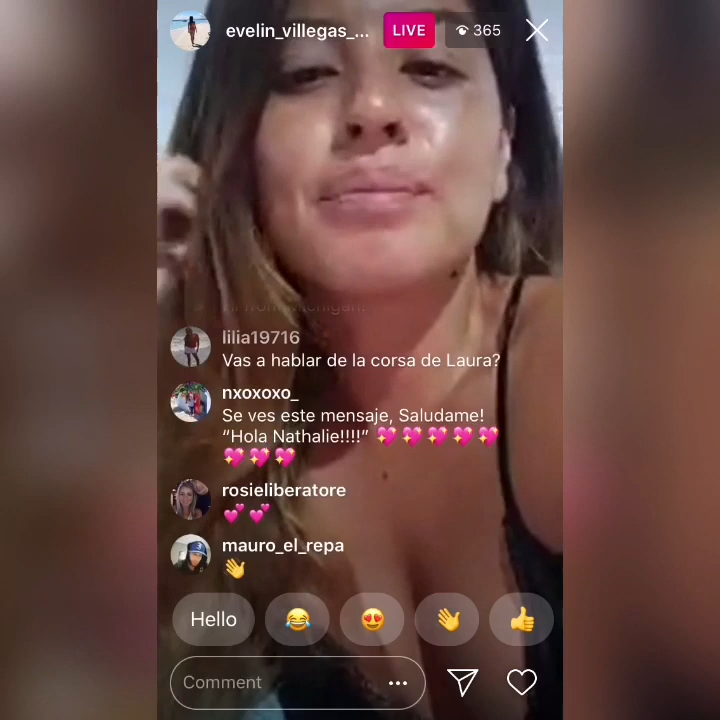 evelin_villegas_...
LIVE
365
lilia19716
Vas a hablar de la corsa de Laura?
nxoxoxo_
Se ves este mensaje, Saludame!
“Hola Nathalie!!!!” 💖💖💖💖💖
💖💖💖
rosieliberatore
💕💕
mauro_el_repa
👋
Hello 😂 😍 👋 👍
Comment